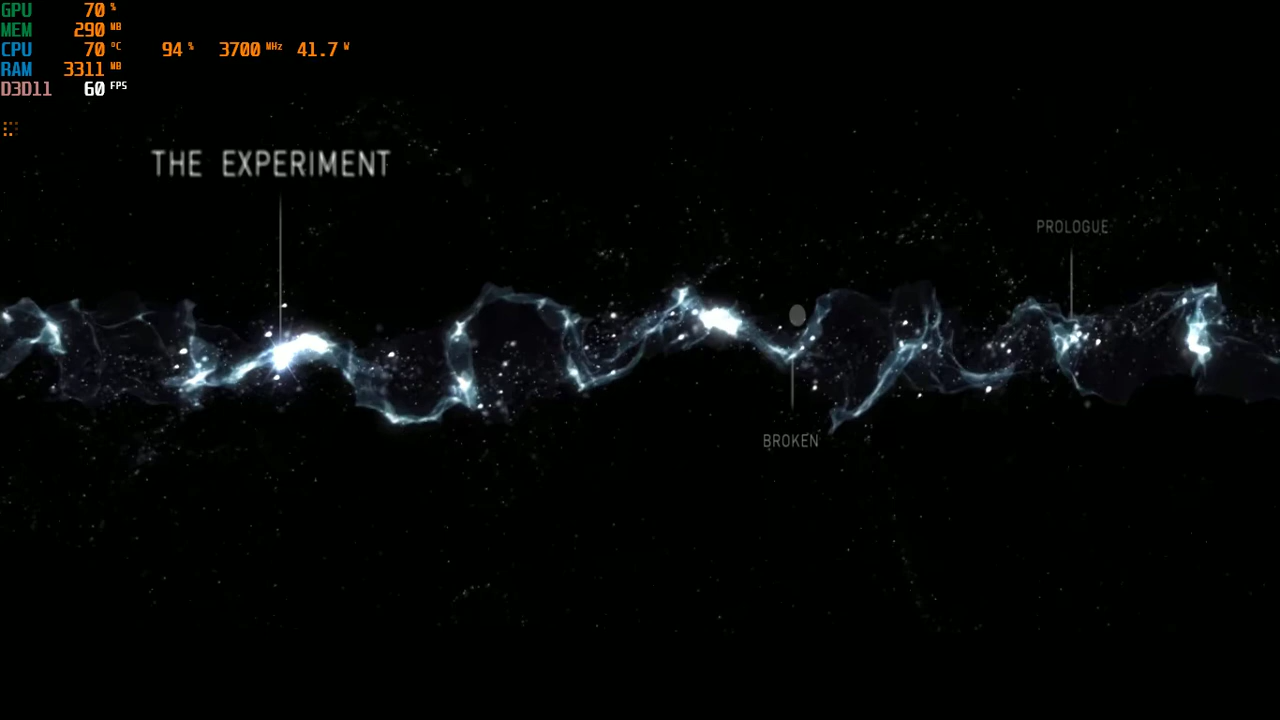 GPU 70 %
MEM 290 MB
CPU 70 °C 94 % 3700 MHz 41.7 W
RAM 3311 MB
D3D11 60 FPS
THE EXPERIMENT
PROLOGUE
BROKEN